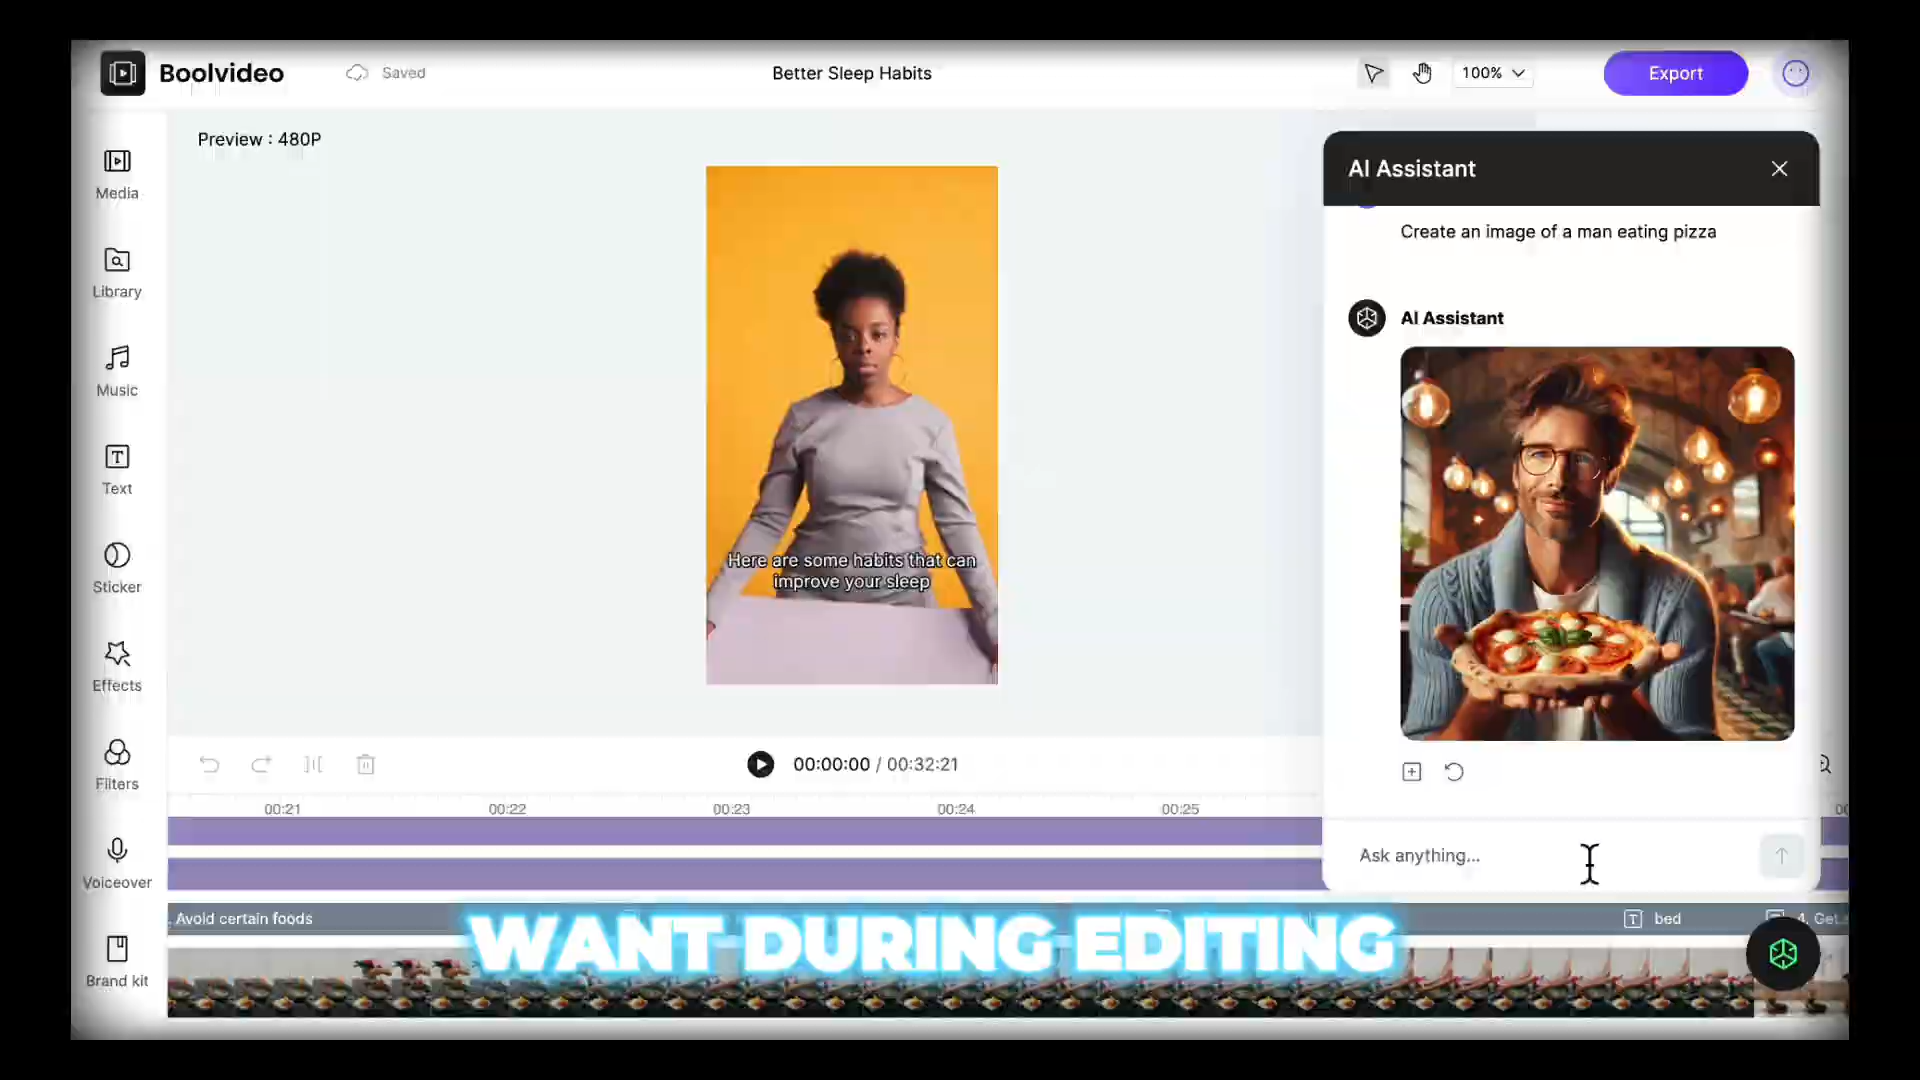 Boolvideo
Saved
Better Sleep Habits
100%
Export
Preview : 480P
Media
Library
Music
Text
Sticker
Effects
Filters
Voiceover
Brand kit
Here are some habits that can
improve your sleep
AI Assistant
Create an image of a man eating pizza
AI Assistant
Ask anything...
00:00:00 / 00:32:21
00:21
00:22
00:23
00:24
00:25
Avoid certain foods
bed
4. Get
WANT DURING EDITING